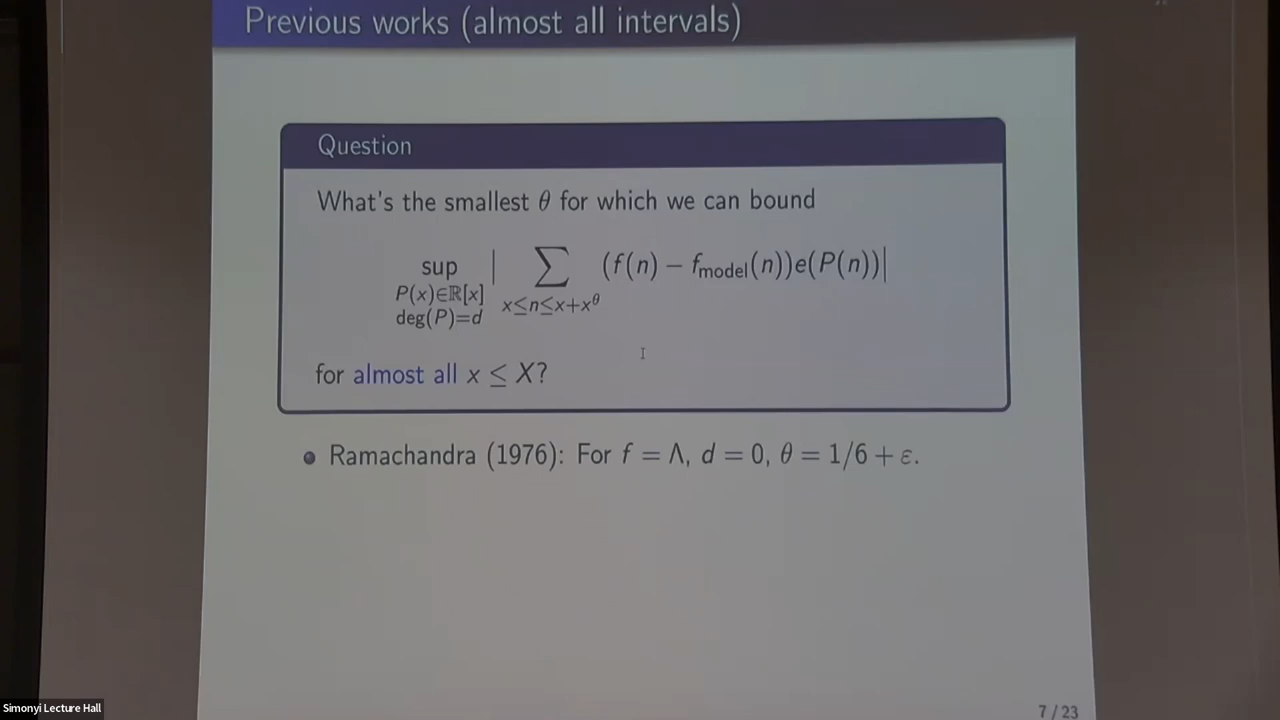 Previous works (almost all intervals)
Question
What's the smallest θ for which we can bound
sup | ∑ (f(n) − f_model(n))e(P(n))|
P(x)∈ℝ[x] x≤n≤x+x^θ
deg(P)=d
for almost all x ≤ X?
• Ramachandra (1976): For f = Λ, d = 0, θ = 1/6 + ε.
7 / 23
Simonyi Lecture Hall